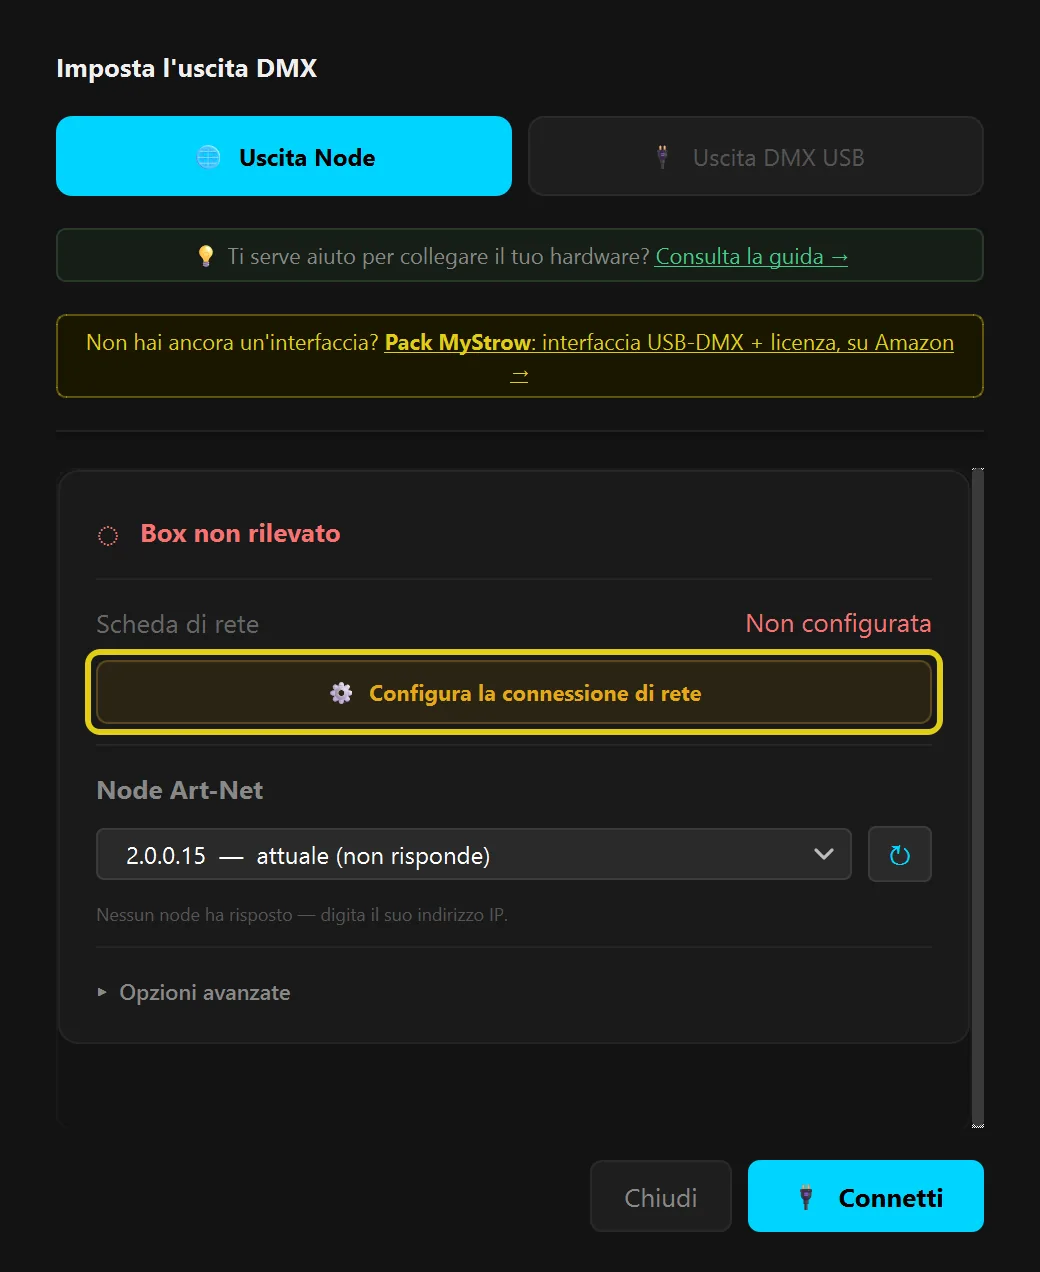 Imposta l'uscita DMX
Uscita Node
Uscita DMX USB
Ti serve aiuto per collegare il tuo hardware? Consulta la guida →
Non hai ancora un'interfaccia? Pack MyStrow: interfaccia USB-DMX + licenza, su Amazon
→
Box non rilevato
Scheda di rete
Non configurata
Configura la connessione di rete
Node Art-Net
2.0.0.15 — attuale (non risponde)
Nessun node ha risposto — digita il suo indirizzo IP.
Opzioni avanzate
Chiudi
Connetti